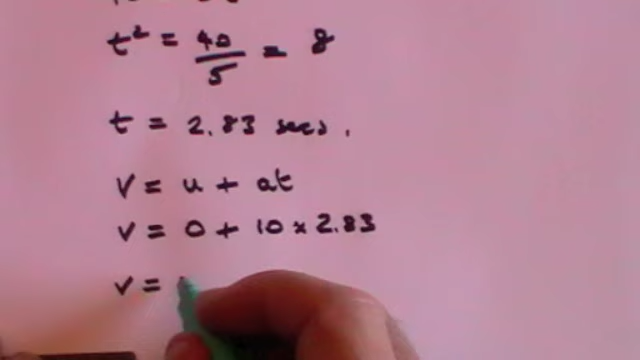 t² = 40/5 = 8
t = 2.83 secs.
v = u + at
v = 0 + 10 × 2.83
v =